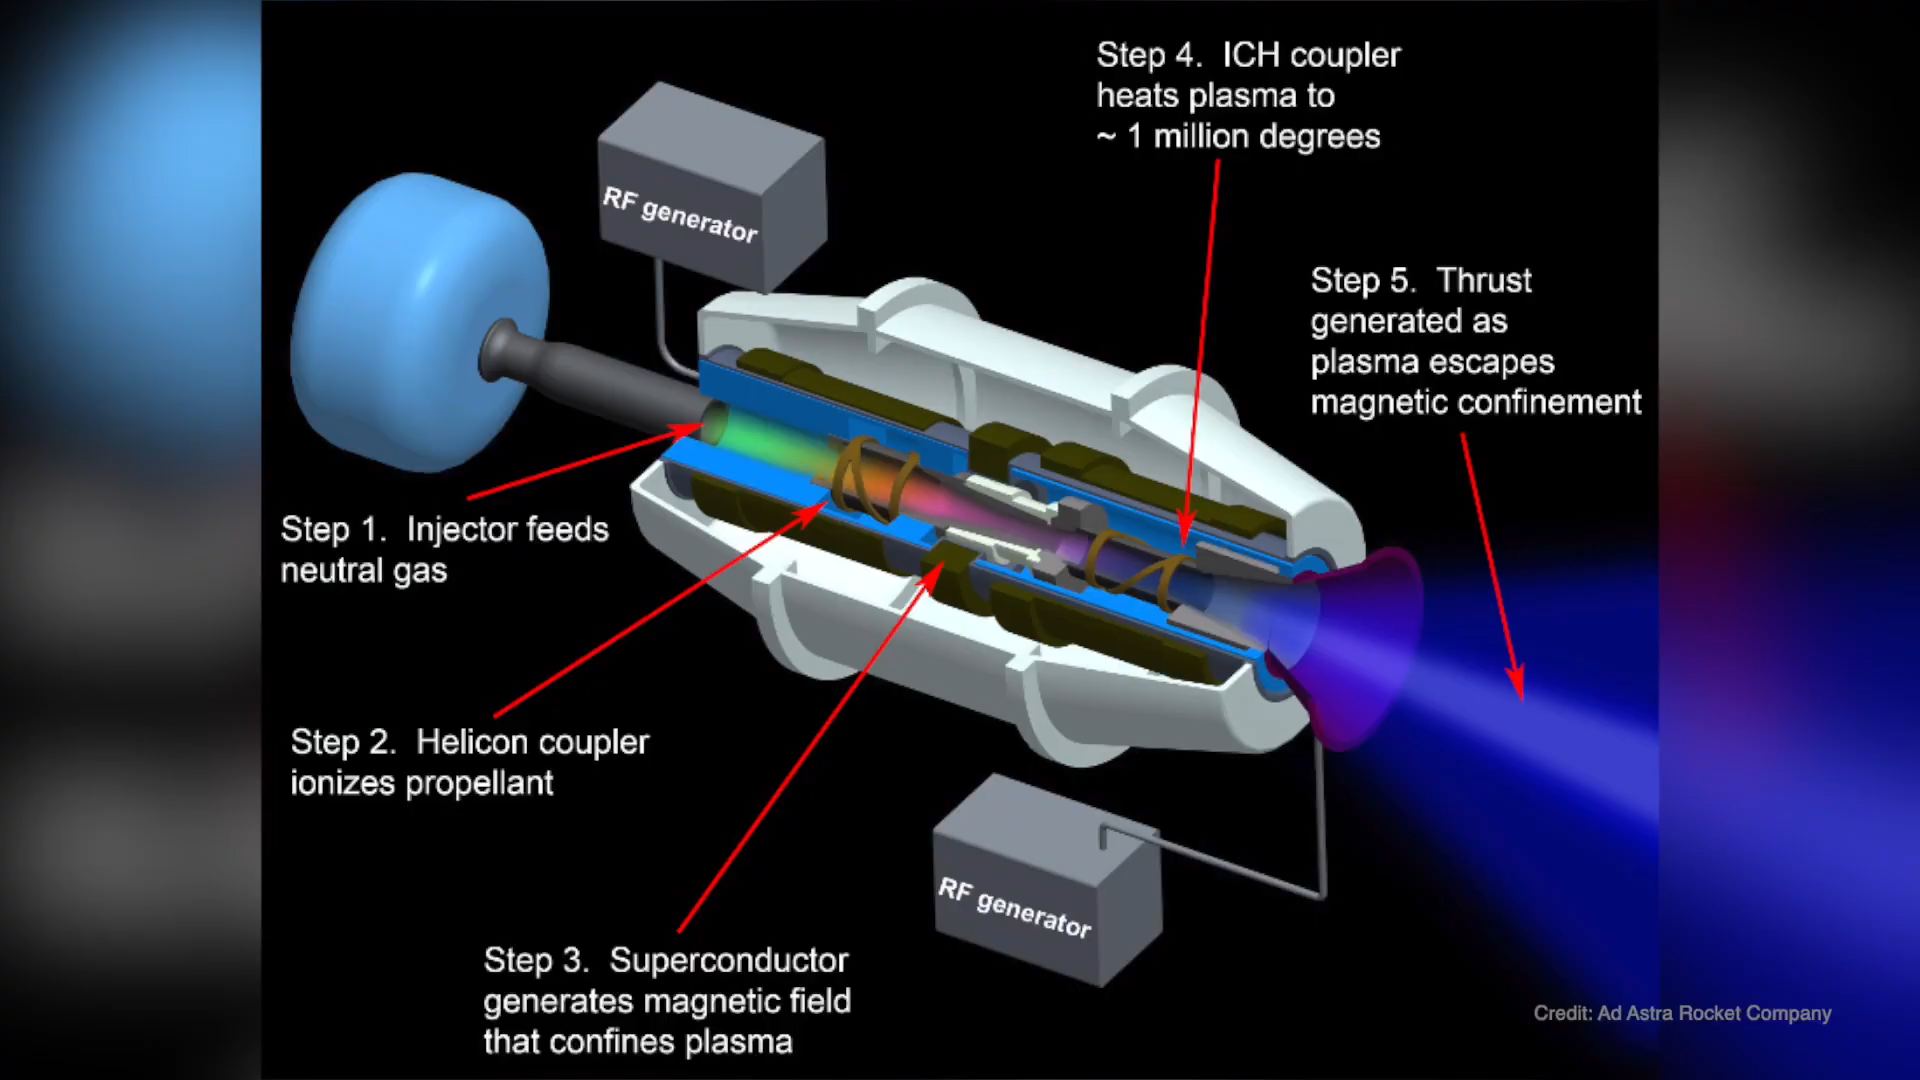 Step 4. ICH coupler
heats plasma to
~ 1 million degrees
RF generator
Step 5. Thrust
generated as
plasma escapes
magnetic confinement
Step 1. Injector feeds
neutral gas
Step 2. Helicon coupler
ionizes propellant
RF generator
Step 3. Superconductor
generates magnetic field
that confines plasma
Credit: Ad Astra Rocket Company